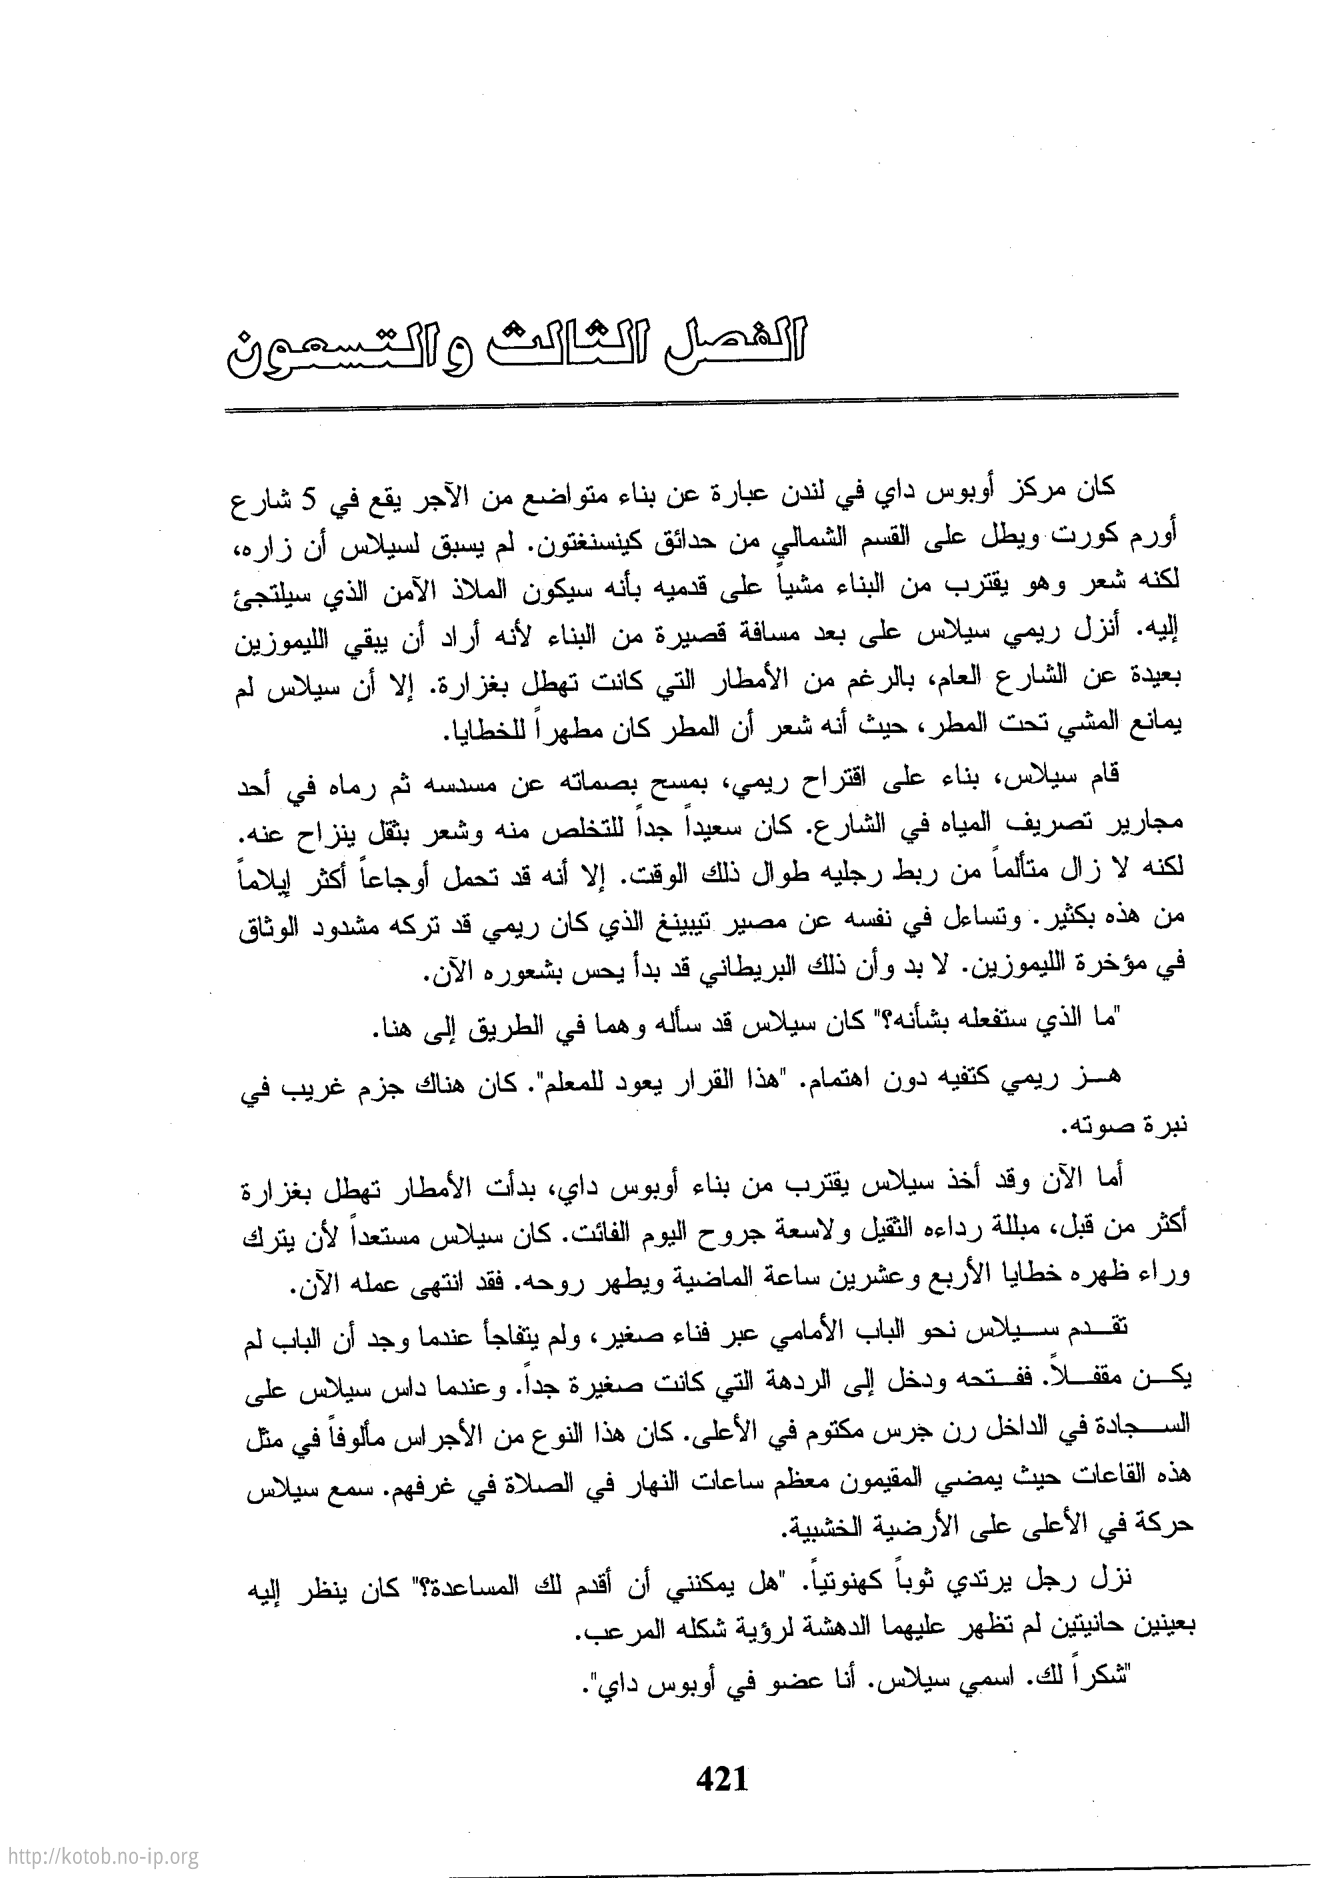 الفصل الثالث والتسعون
كان مركز أوبوس داي في لندن عبارة عن بناء متواضع من الآجر يقع في 5 شارع
أورم كورت ويطل على القسم الشمالي من حدائق كينسنغتون. لم يسبق لسيلاس أن زاره،
لكنه شعر وهو يقترب من البناء مشياً على قدميه بأنه سيكون الملاذ الآمن الذي سيلتجئ
إليه. أنزل ريمي سيلاس على بعد مسافة قصيرة من البناء لأنه أراد أن يبقي الليموزين
بعيدة عن الشارع العام، بالرغم من الأمطار التي كانت تهطل بغزارة. إلا أن سيلاس لم
يمانع المشي تحت المطر، حيث أنه شعر أن المطر كان مطهراً للخطايا.
قام سيلاس، بناء على اقتراح ريمي، بمسح بصماته عن مسدسه ثم رماه في أحد
مجارير تصريف المياه في الشارع. كان سعيداً جداً للتخلص منه وشعر بثقل ينزاح عنه.
لكنه لا زال متألماً من ربط رجليه طوال ذلك الوقت. إلا أنه قد تحمل أوجاعاً أكثر إيلاماً
من هذه بكثير. وتساءل في نفسه عن مصير تيبينغ الذي كان ريمي قد تركه مشدود الوثاق
في مؤخرة الليموزين. لا بد وأن ذلك البريطاني قد بدأ يحس بشعوره الآن.
"ما الذي ستفعله بشأنه؟" كان سيلاس قد سأله وهما في الطريق إلى هنا.
هـز ريمي كتفيه دون اهتمام. "هذا القرار يعود للمعلم". كان هناك جزم غريب في
نبرة صوته.
أما الآن وقد أخذ سيلاس يقترب من بناء أوبوس داي، بدأت الأمطار تهطل بغزارة
أكثر من قبل، مبللة رداءه الثقيل ولاسعة جروح اليوم الفائت. كان سيلاس مستعداً لأن يترك
وراء ظهره خطايا الأربع وعشرين ساعة الماضية ويطهر روحه. فقد انتهى عمله الآن.
تقـدم سـيلاس نحو الباب الأمامي عبر فناء صغير، ولم يتفاجأ عندما وجد أن الباب لم
يكـن مقفـلاً. ففـتحه ودخل إلى الردهة التي كانت صغيرة جداً. وعندما داس سيلاس على
السـجادة في الداخل رن جرس مكتوم في الأعلى. كان هذا النوع من الأجراس مألوفاً في مثل
هذه القاعات حيث يمضي المقيمون معظم ساعات النهار في الصلاة في غرفهم. سمع سيلاس
حركة في الأعلى على الأرضية الخشبية.
نزل رجل يرتدي ثوباً كهنوتياً. "هل يمكنني أن أقدم لك المساعدة؟" كان ينظر إليه
بعينين حانيتين لم تظهر عليهما الدهشة لرؤية شكله المرعب.
"شكراً لك. اسمي سيلاس. أنا عضو في أوبوس داي".
421
http://kotob.no-ip.org